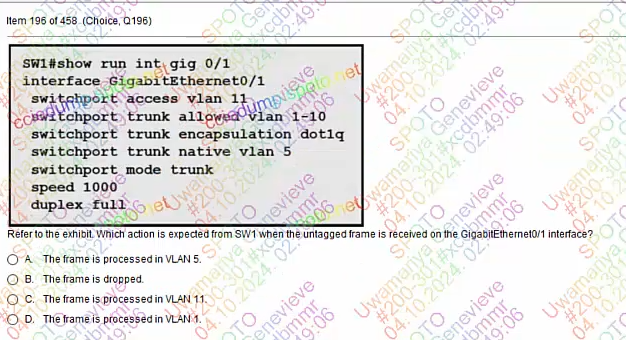 Item 196 of 458 (Choice, Q196)
SW1#show run int gig 0/1
interface GigabitEthernet0/1
switchport access vlan 11
switchport trunk allowed vlan 1-10
switchport trunk encapsulation dot1q
switchport trunk native vlan 5
switchport mode trunk
speed 1000
duplex full
Refer to the exhibit. Which action is expected from SW1 when the untagged frame is received on the GigabitEthernet0/1 interface?
A. The frame is processed in VLAN 5.
B. The frame is dropped.
C. The frame is processed in VLAN 11.
D. The frame is processed in VLAN 1.